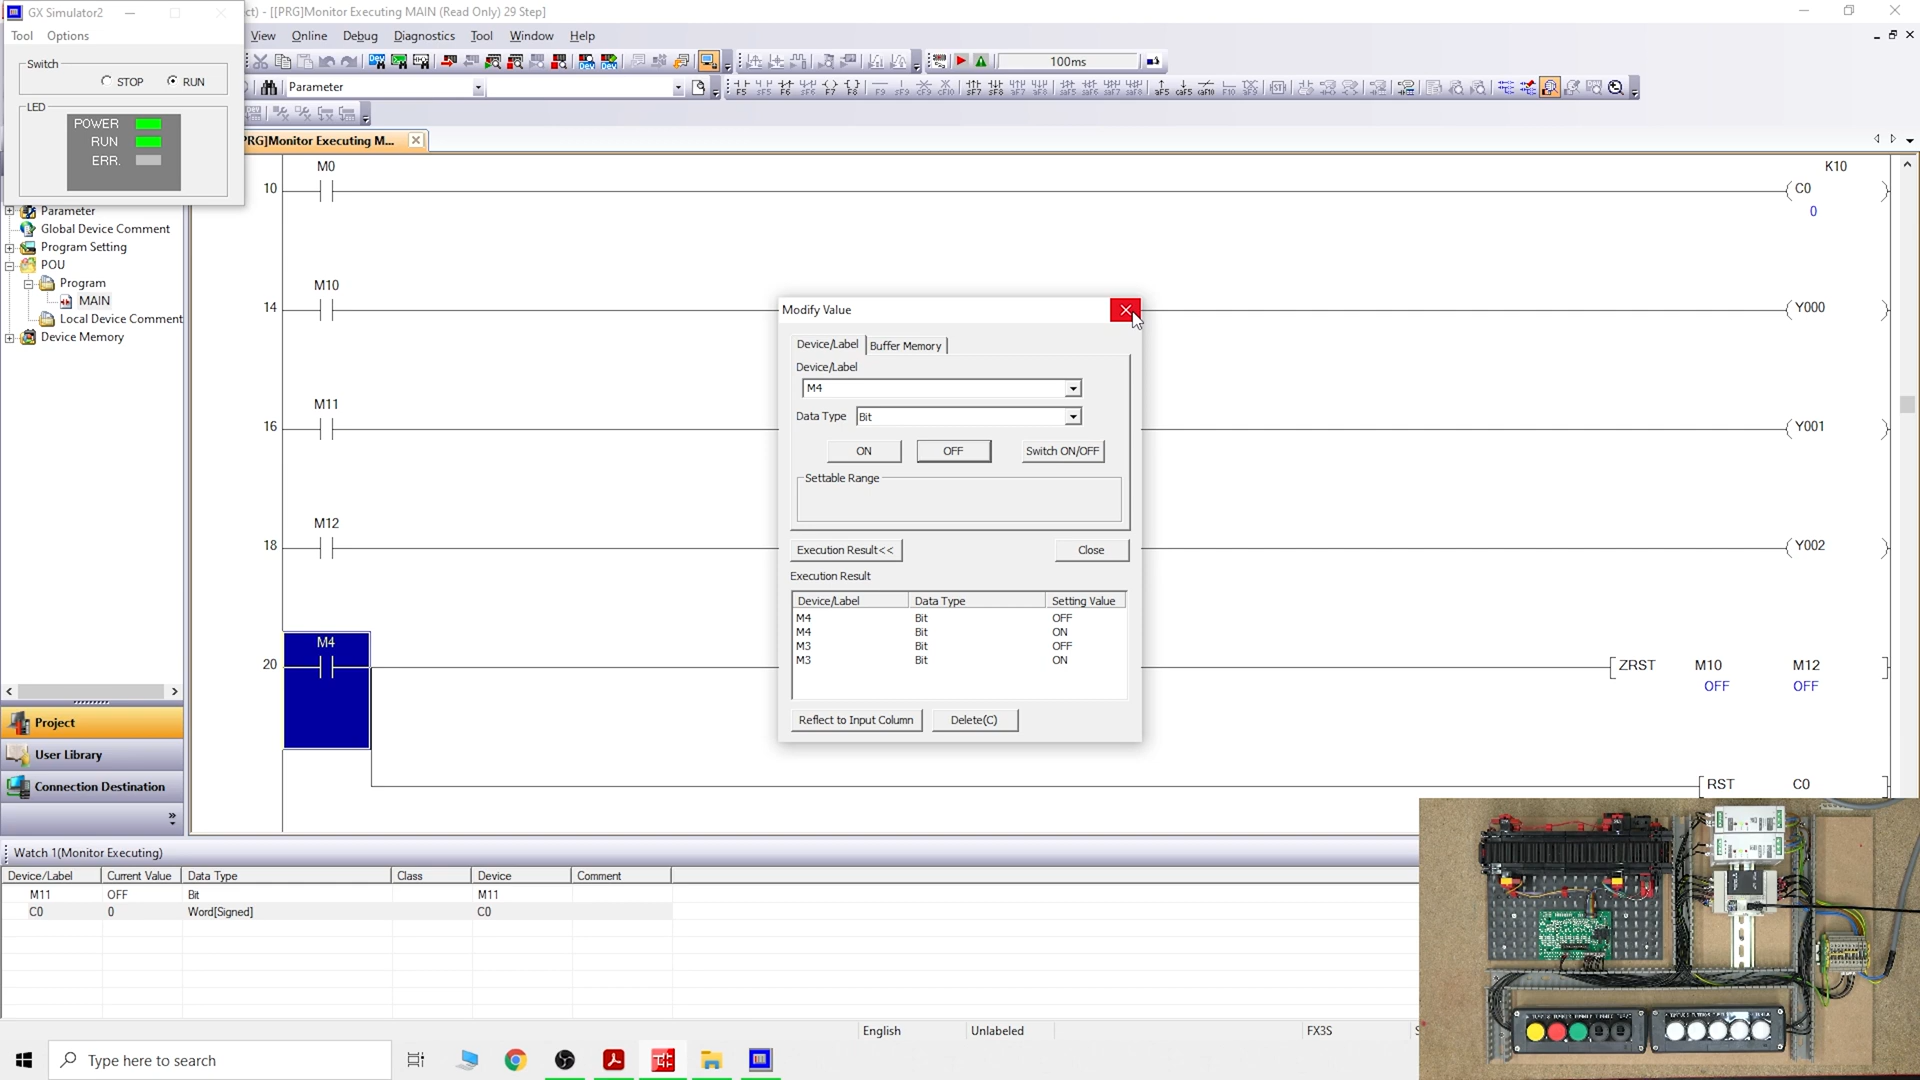 GX Simulator2
ct) - [[PRG]Monitor Executing MAIN (Read Only) 29 Step]
Tool Options
View Online Debug Diagnostics Tool Window Help
Switch
STOP RUN
100ms
Parameter
LED
POWER
RUN
ERR.
PRG]Monitor Executing M...
Parameter
Global Device Comment
Program Setting
POU
Program
MAIN
Local Device Comment
Device Memory
Project
User Library
Connection Destination
M0 K10
10 C0
0
M10
14 Y000
M11
16 Y001
M12
18 Y002
M4
20 ZRST M10 M12
OFF OFF
RST C0
Modify Value
Device/Label Buffer Memory
Device/Label
M4
Data Type Bit
ON OFF Switch ON/OFF
Settable Range
Execution Result<< Close
Execution Result
Device/Label Data Type Setting Value
M4 Bit OFF
M4 Bit ON
M3 Bit OFF
M3 Bit ON
Reflect to Input Column Delete(C)
Watch 1(Monitor Executing)
Device/Label Current Value Data Type Class Device Comment
M11 OFF Bit M11
C0 0 Word[Signed] C0
English Unlabeled FX3S
Type here to search